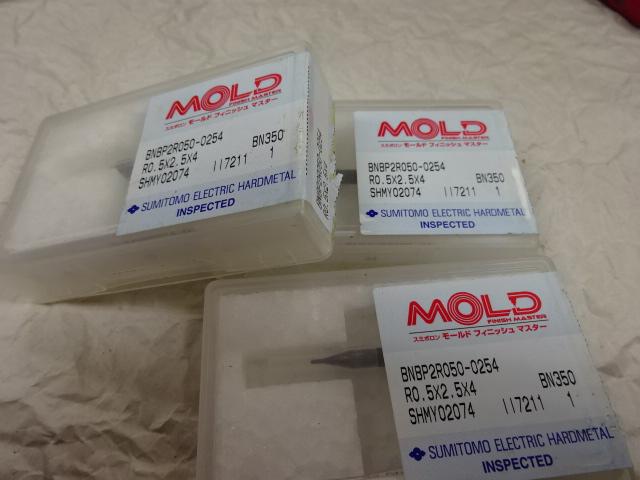 MOLD
FINISH MASTER
スミボロン モールド フィニッシュ マスター
BNBP2R050-0254
R0.5X2.5X4 BN350
SHMY02074 117211 1
SUMITOMO ELECTRIC HARDMETAL
INSPECTED
MOLD
FINISH MASTER
スミボロン モールド フィニッシュ マスター
BNBP2R050-0254
R0.5X2.5X4 BN350
SHMY02074 117211 1
SUMITOMO ELECTRIC HARDMETAL
INSPECTED
MOLD
FINISH MASTER
スミボロン モールド フィニッシュ マスター
BNBP2R050-0254
R0.5X2.5X4 BN350
SHMY02074 117211 1
SUMITOMO ELECTRIC HARDMETAL
INSPECTED